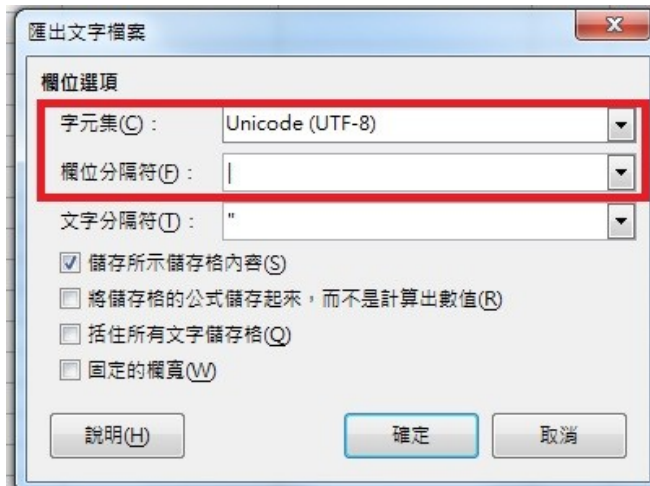 匯出文字檔案
欄位選項
字元集(C)： Unicode (UTF-8)
欄位分隔符(F)： |
文字分隔符(T)： "
儲存所示儲存格內容(S)
將儲存格的公式儲存起來，而不是計算出數值(R)
括住所有文字儲存格(Q)
固定的欄寬(W)
說明(H) 確定 取消